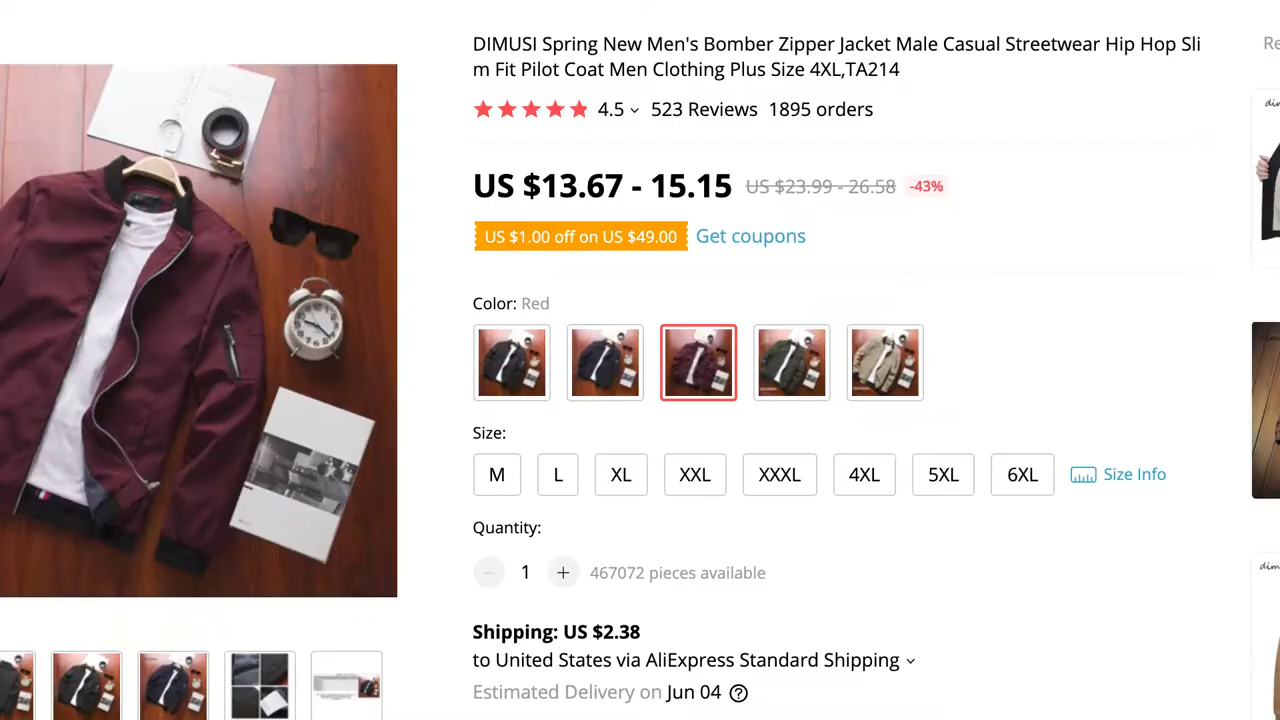 DIMUSI Spring New Men's Bomber Zipper Jacket Male Casual Streetwear Hip Hop Sli
m Fit Pilot Coat Men Clothing Plus Size 4XL,TA214
4.5 523 Reviews 1895 orders
US $13.67 - 15.15 US $23.99 - 26.58 -43%
US $1.00 off on US $49.00 Get coupons
Color: Red
Size:
M L XL XXL XXXL 4XL 5XL 6XL Size Info
Quantity:
1 467072 pieces available
Shipping: US $2.38
to United States via AliExpress Standard Shipping
Estimated Delivery on Jun 04